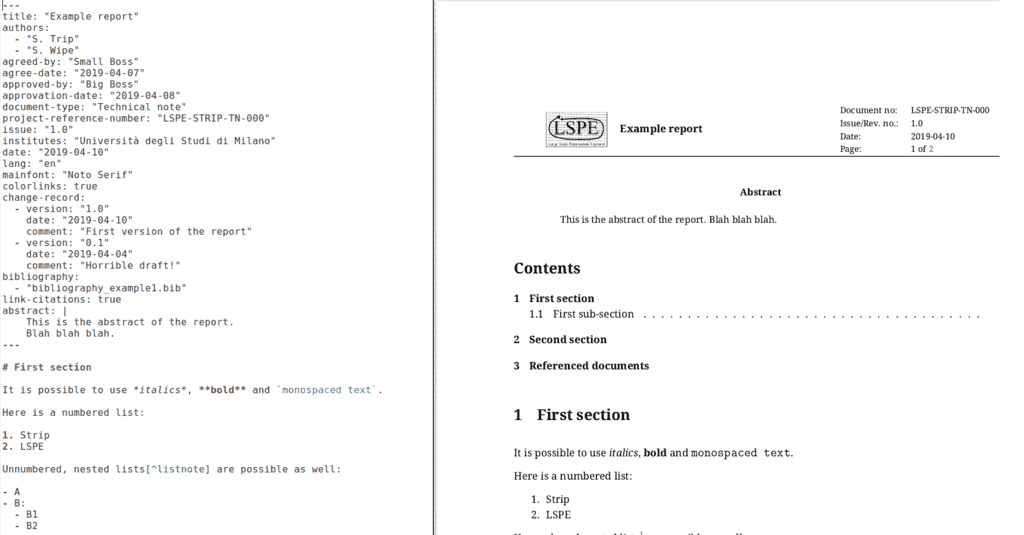 ---
title: "Example report"
authors:
  - "S. Trip"
  - "S. Wipe"
agreed-by: "Small Boss"
agree-date: "2019-04-07"
approved-by: "Big Boss"
approvation-date: "2019-04-08"
document-type: "Technical note"
project-reference-number: "LSPE-STRIP-TN-000"
issue: "1.0"
institutes: "Università degli Studi di Milano"
date: "2019-04-10"
lang: "en"
mainfont: "Noto Serif"
colorlinks: true
change-record:
  - version: "1.0"
    date: "2019-04-10"
    comment: "First version of the report"
  - version: "0.1"
    date: "2019-04-04"
    comment: "Horrible draft!"
bibliography:
  - "bibliography_example1.bib"
link-citations: true
abstract: |
    This is the abstract of the report.
    Blah blah blah.
---
# First section
It is possible to use *italics*, **bold** and `monospaced text`.
Here is a numbered list:
1. Strip
2. LSPE
Unnumbered, nested lists[^listnote] are possible as well:
- A
- B:
  - B1
  - B2
LSPE
Large Scale Polarization Explorer
Example report
Document no: LSPE-STRIP-TN-000
Issue/Rev. no.: 1.0
Date: 2019-04-10
Page: 1 of 2
Abstract
This is the abstract of the report. Blah blah blah.
Contents
1 First section
1.1 First sub-section . . . . . . . . . . . . . . . . . . . . . . . . . . . . . . . . . . . . .
2 Second section
3 Referenced documents
1 First section
It is possible to use italics, bold and monospaced text.
Here is a numbered list:
1. Strip
2. LSPE